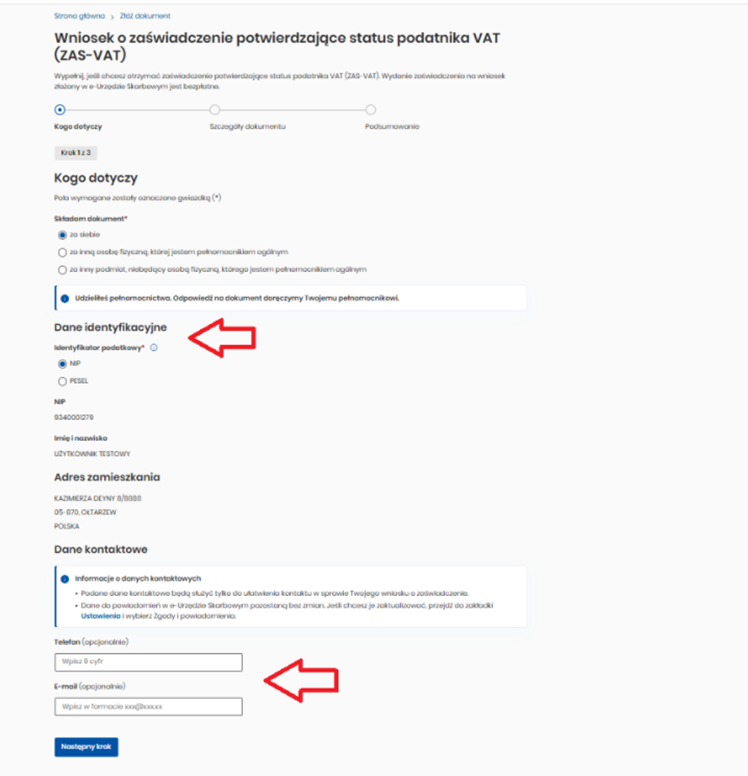 Strona główna > Złóż dokument
Wniosek o zaświadczenie potwierdzające status podatnika VAT
(ZAS-VAT)
Wypełnij, jeśli chcesz otrzymać zaświadczenie potwierdzające status podatnika VAT (ZAS-VAT). Wydanie zaświadczenia na wniosek
złożony w e-Urzędzie Skarbowym jest bezpłatne.
Kogo dotyczy Szczegóły dokumentu Podsumowanie
Krok 1 z 3
Kogo dotyczy
Pola wymagane zostały oznaczone gwiazdką (*)
Składam dokument*
za siebie
za inną osobę fizyczną, której jestem pełnomocnikiem ogólnym
za inny podmiot, niebędący osobą fizyczną, którego jestem pełnomocnikiem ogólnym
Udzieliłeś pełnomocnictwa. Odpowiedź na dokument doręczymy Twojemu pełnomocnikowi.
Dane identyfikacyjne
Identyfikator podatkowy*
NIP
PESEL
NIP
9340001279
Imię i nazwisko
UŻYTKOWNIK TESTOWY
Adres zamieszkania
KAZIMIERZA DEYNY 8/8888
05-870, OŁTARZEW
POLSKA
Dane kontaktowe
Informacje o danych kontaktowych
• Podane dane kontaktowe będą służyć tylko do ułatwienia kontaktu w sprawie Twojego wniosku o zaświadczenie.
• Dane do powiadomień w e-Urzędzie Skarbowym pozostaną bez zmian. Jeśli chcesz je zaktualizować, przejdź do zakładki
Ustawienia i wybierz Zgody i powiadomienia.
Telefon (opcjonalnie)
Wpisz 9 cyfr
E-mail (opcjonalnie)
Wpisz w formacie xxx@xxx.xx
Następny krok